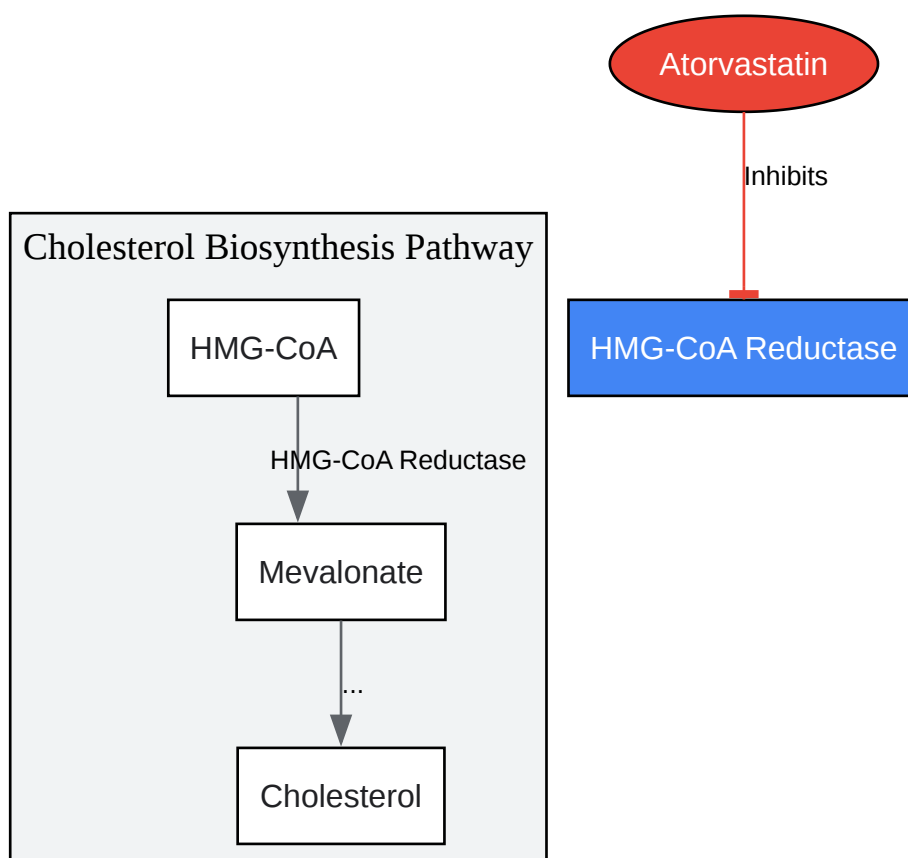 Atorvastatin
Inhibits
Cholesterol Biosynthesis Pathway
HMG-CoA
HMG-CoA Reductase
HMG-CoA Reductase
Mevalonate
...
Cholesterol